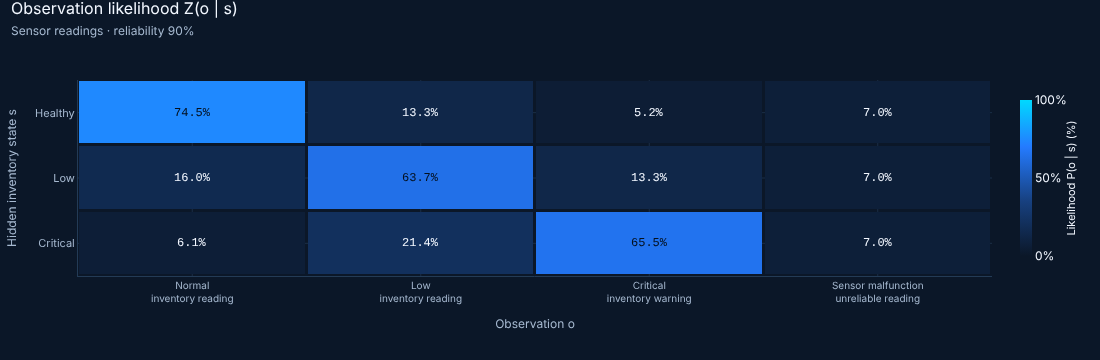 Observation likelihood Z(o | s)
Sensor readings · reliability 90%
Hidden inventory state s
Healthy
74.5%
13.3%
5.2%
7.0%
Low
16.0%
63.7%
13.3%
7.0%
Critical
6.1%
21.4%
65.5%
7.0%
Normal
inventory reading
Low
inventory reading
Critical
inventory warning
Sensor malfunction
unreliable reading
Observation o
100%
50%
0%
Likelihood P(o | s) (%)